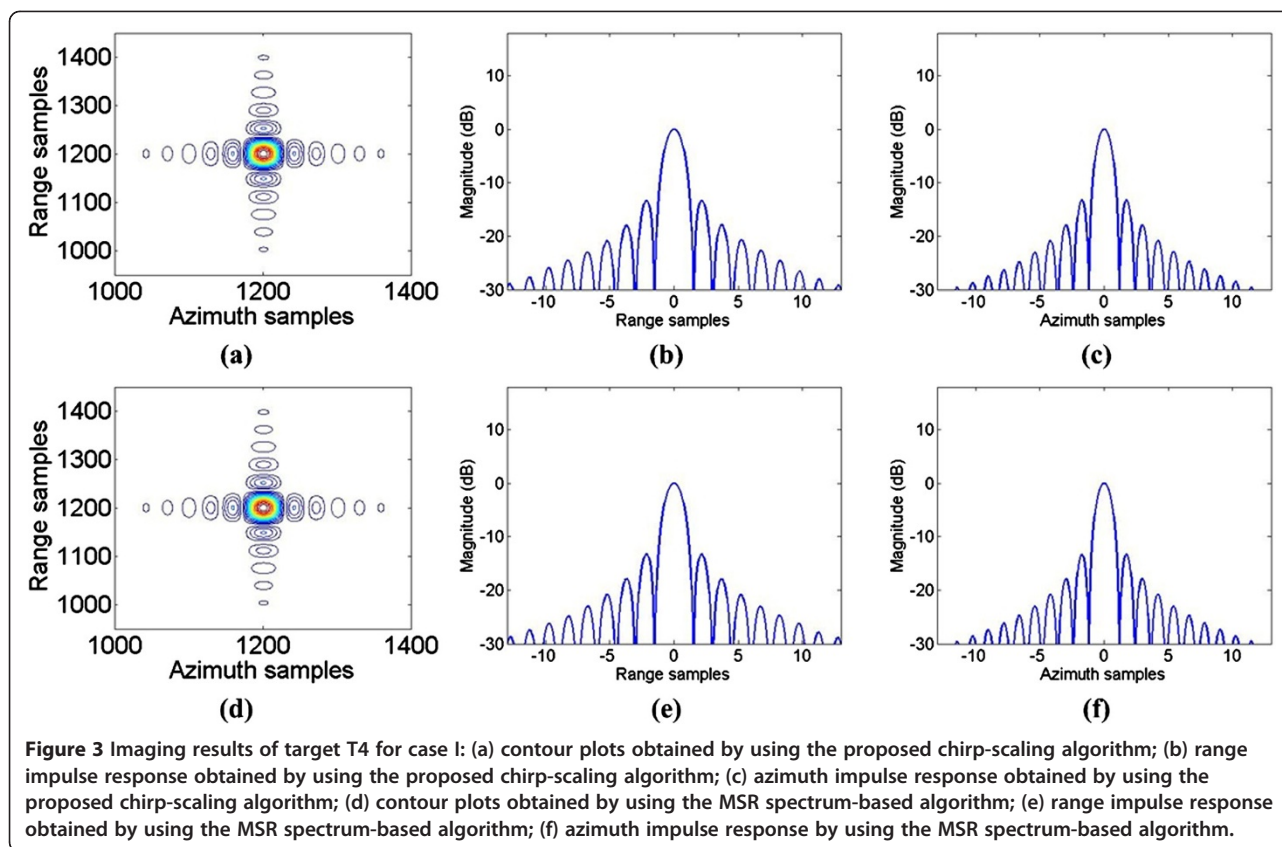 1400
1300
1200
1100
1000
Range samples
1000
1200
1400
Azimuth samples
(a)
10
0
-10
-20
-30
Magnitude (dB)
-10
-5
0
5
10
Range samples
(b)
10
0
-10
-20
-30
Magnitude (dB)
-10
-5
0
5
10
Azimuth samples
(c)
1400
1300
1200
1100
1000
Range samples
1000
1200
1400
Azimuth samples
(d)
10
0
-10
-20
-30
Magnitude (dB)
-10
-5
0
5
10
Range samples
(e)
10
0
-10
-20
-30
Magnitude (dB)
-10
-5
0
5
10
Azimuth samples
(f)
Figure 3 Imaging results of target T4 for case I: (a) contour plots obtained by using the proposed chirp-scaling algorithm; (b) range
impulse response obtained by using the proposed chirp-scaling algorithm; (c) azimuth impulse response obtained by using the
proposed chirp-scaling algorithm; (d) contour plots obtained by using the MSR spectrum-based algorithm; (e) range impulse response
obtained by using the MSR spectrum-based algorithm; (f) azimuth impulse response by using the MSR spectrum-based algorithm.